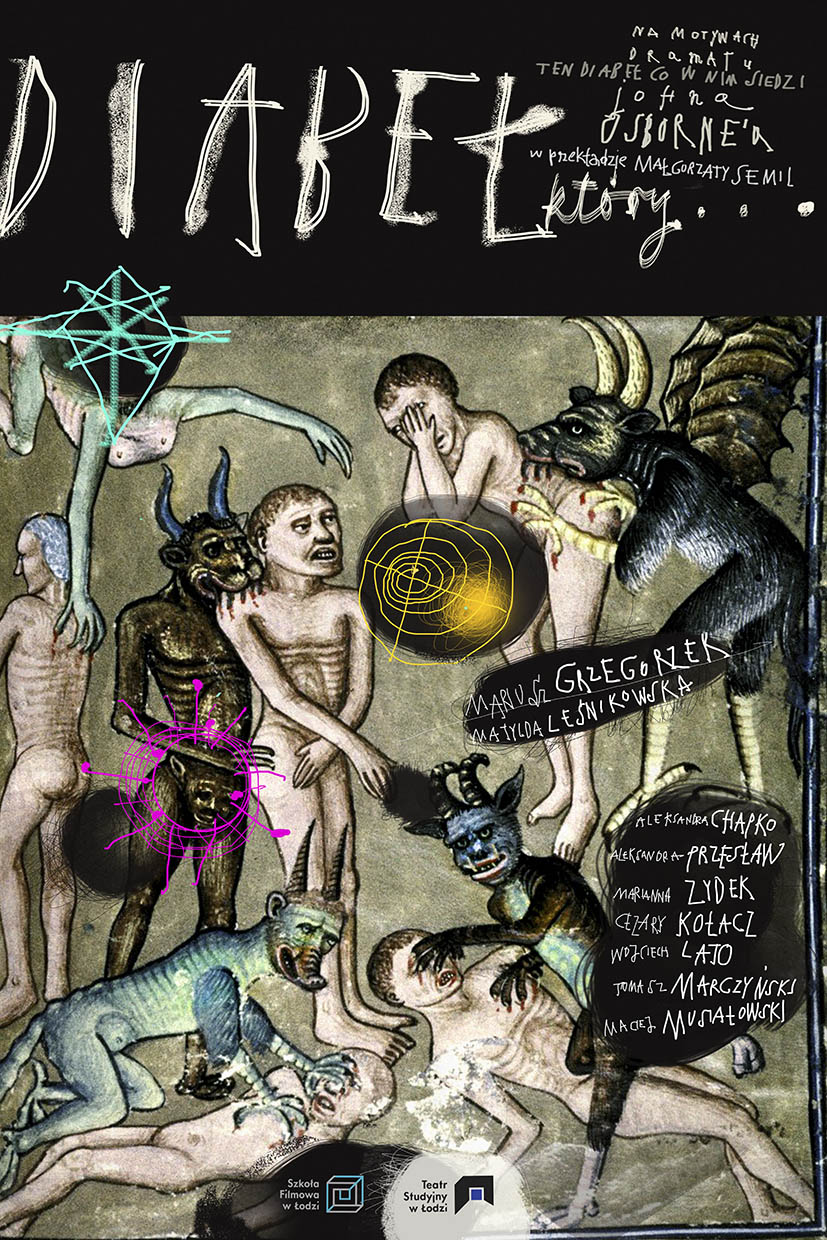 NA MOTYWACH
DRAMATU
TEN DIABEŁ CO W NIM SIEDZI
JOHNA
OSBORNE'A
w przekładzie MAŁGORZATY SEMIL
DIABEŁ
który...
MARIUSZ GRZEGORZEK
MATYLDA LEŚNIKOWSKA
ALEKSANDRA CHAPKO
ALEKSANDRA PRZESŁAW
MARIANNA ZYDEK
CEZARY KOŁACZ
WOJCIECH LATO
TOMASZ MARCZYŃSKI
MACIEJ MUSIAŁOWSKI
Szkoła
Filmowa
w Łodzi
Teatr
Studyjny
w Łodzi